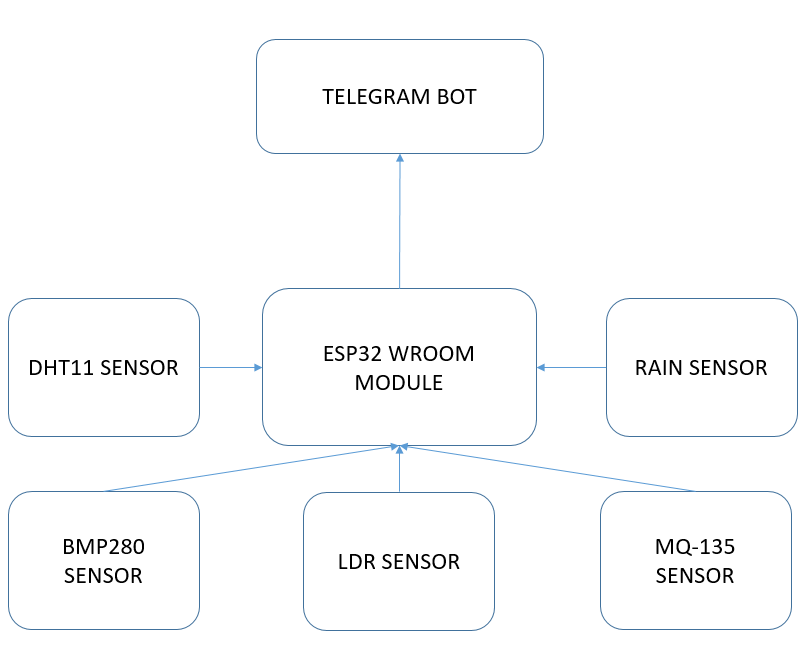 TELEGRAM BOT
DHT11 SENSOR
ESP32 WROOM
MODULE
RAIN SENSOR
BMP280
SENSOR
LDR SENSOR
MQ-135
SENSOR